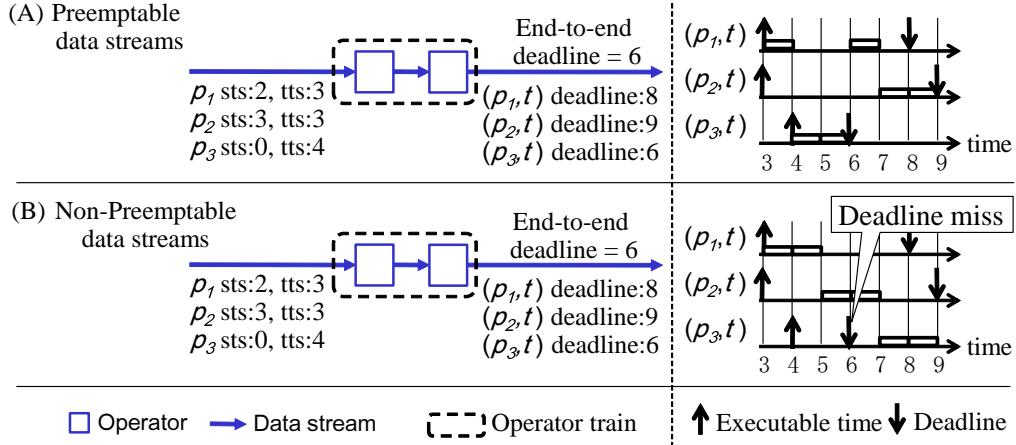 (A) Preemptable
data streams
End-to-end
deadline = 6
p1 sts:2, tts:3
p2 sts:3, tts:3
p3 sts:0, tts:4
(p1,t) deadline:8
(p2,t) deadline:9
(p3,t) deadline:6
(p1,t)
(p2,t)
(p3,t)
time
3 4 5 6 7 8 9
(B) Non-Preemptable
data streams
End-to-end
deadline = 6
p1 sts:2, tts:3
p2 sts:3, tts:3
p3 sts:0, tts:4
(p1,t) deadline:8
(p2,t) deadline:9
(p3,t) deadline:6
Deadline miss
(p1,t)
(p2,t)
(p3,t)
time
3 4 5 6 7 8 9
Operator Data stream Operator train Executable time Deadline